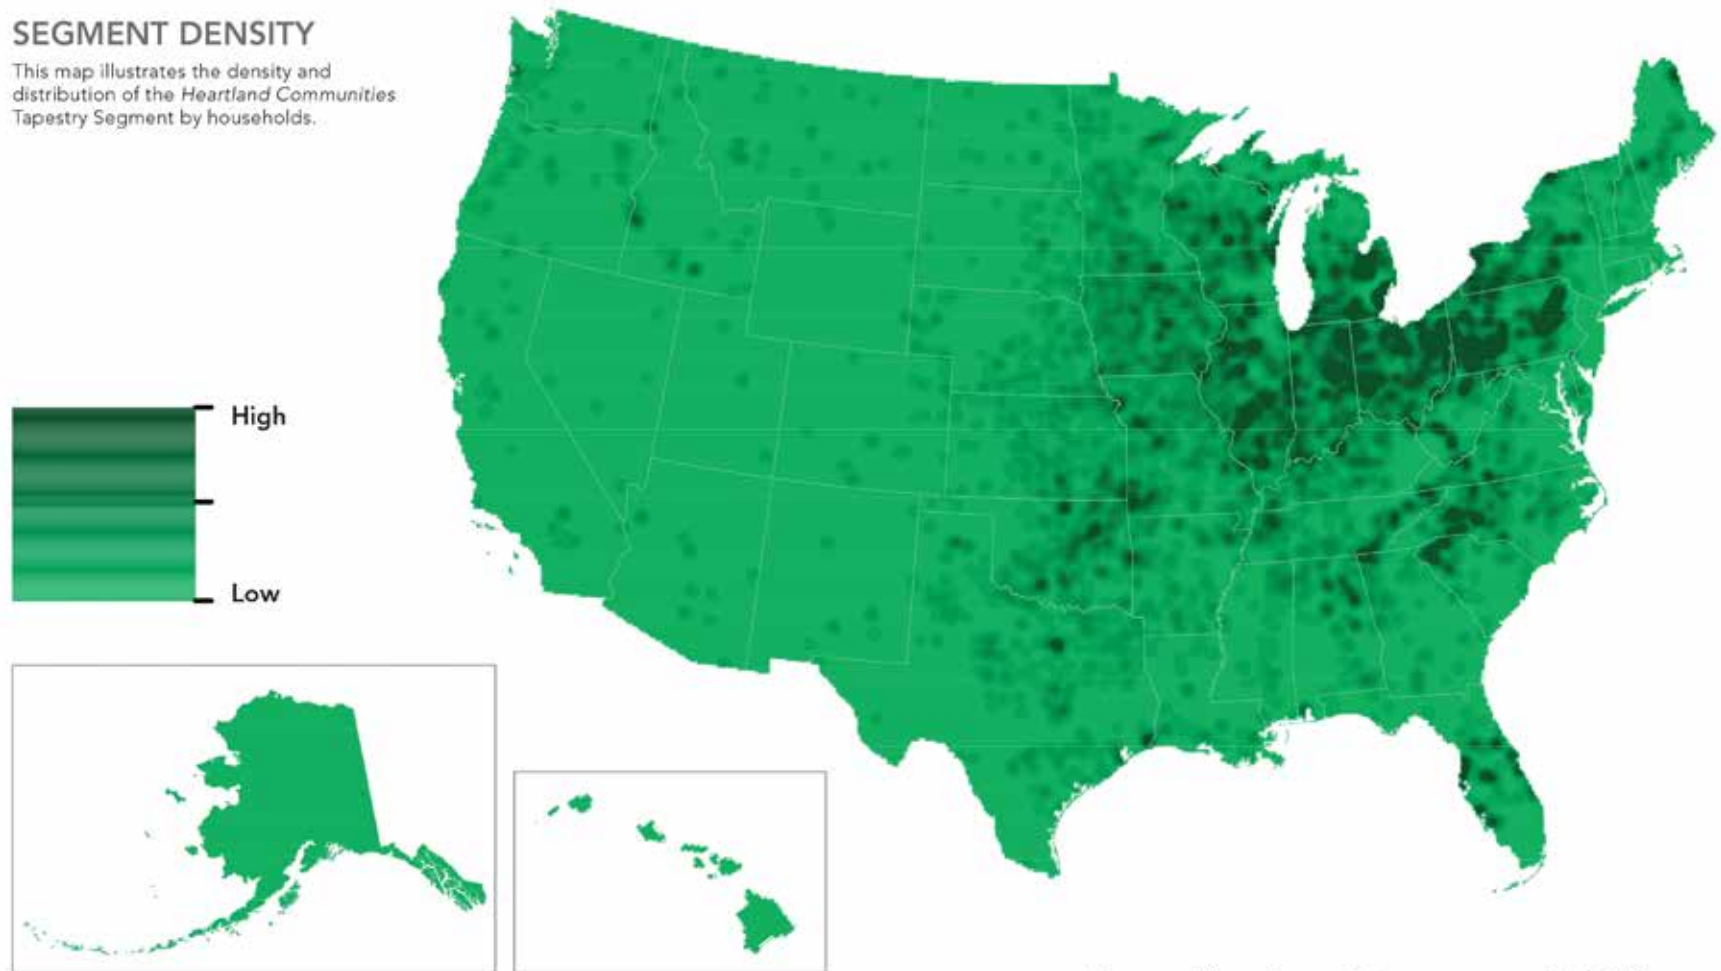 SEGMENT DENSITY
This map illustrates the density and
distribution of the Heartland Communities
Tapestry Segment by households.
High
Low